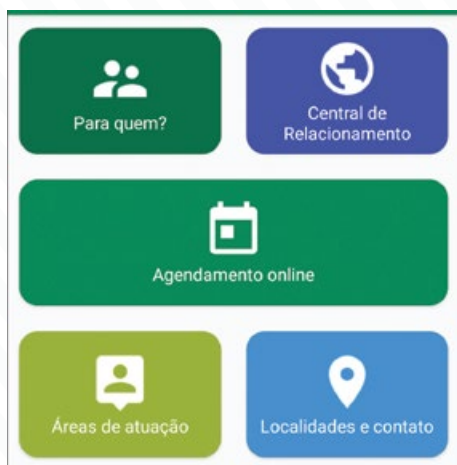 Para quem?
Central de
Relacionamento
Agendamento online
Áreas de atuação
Localidades e contato